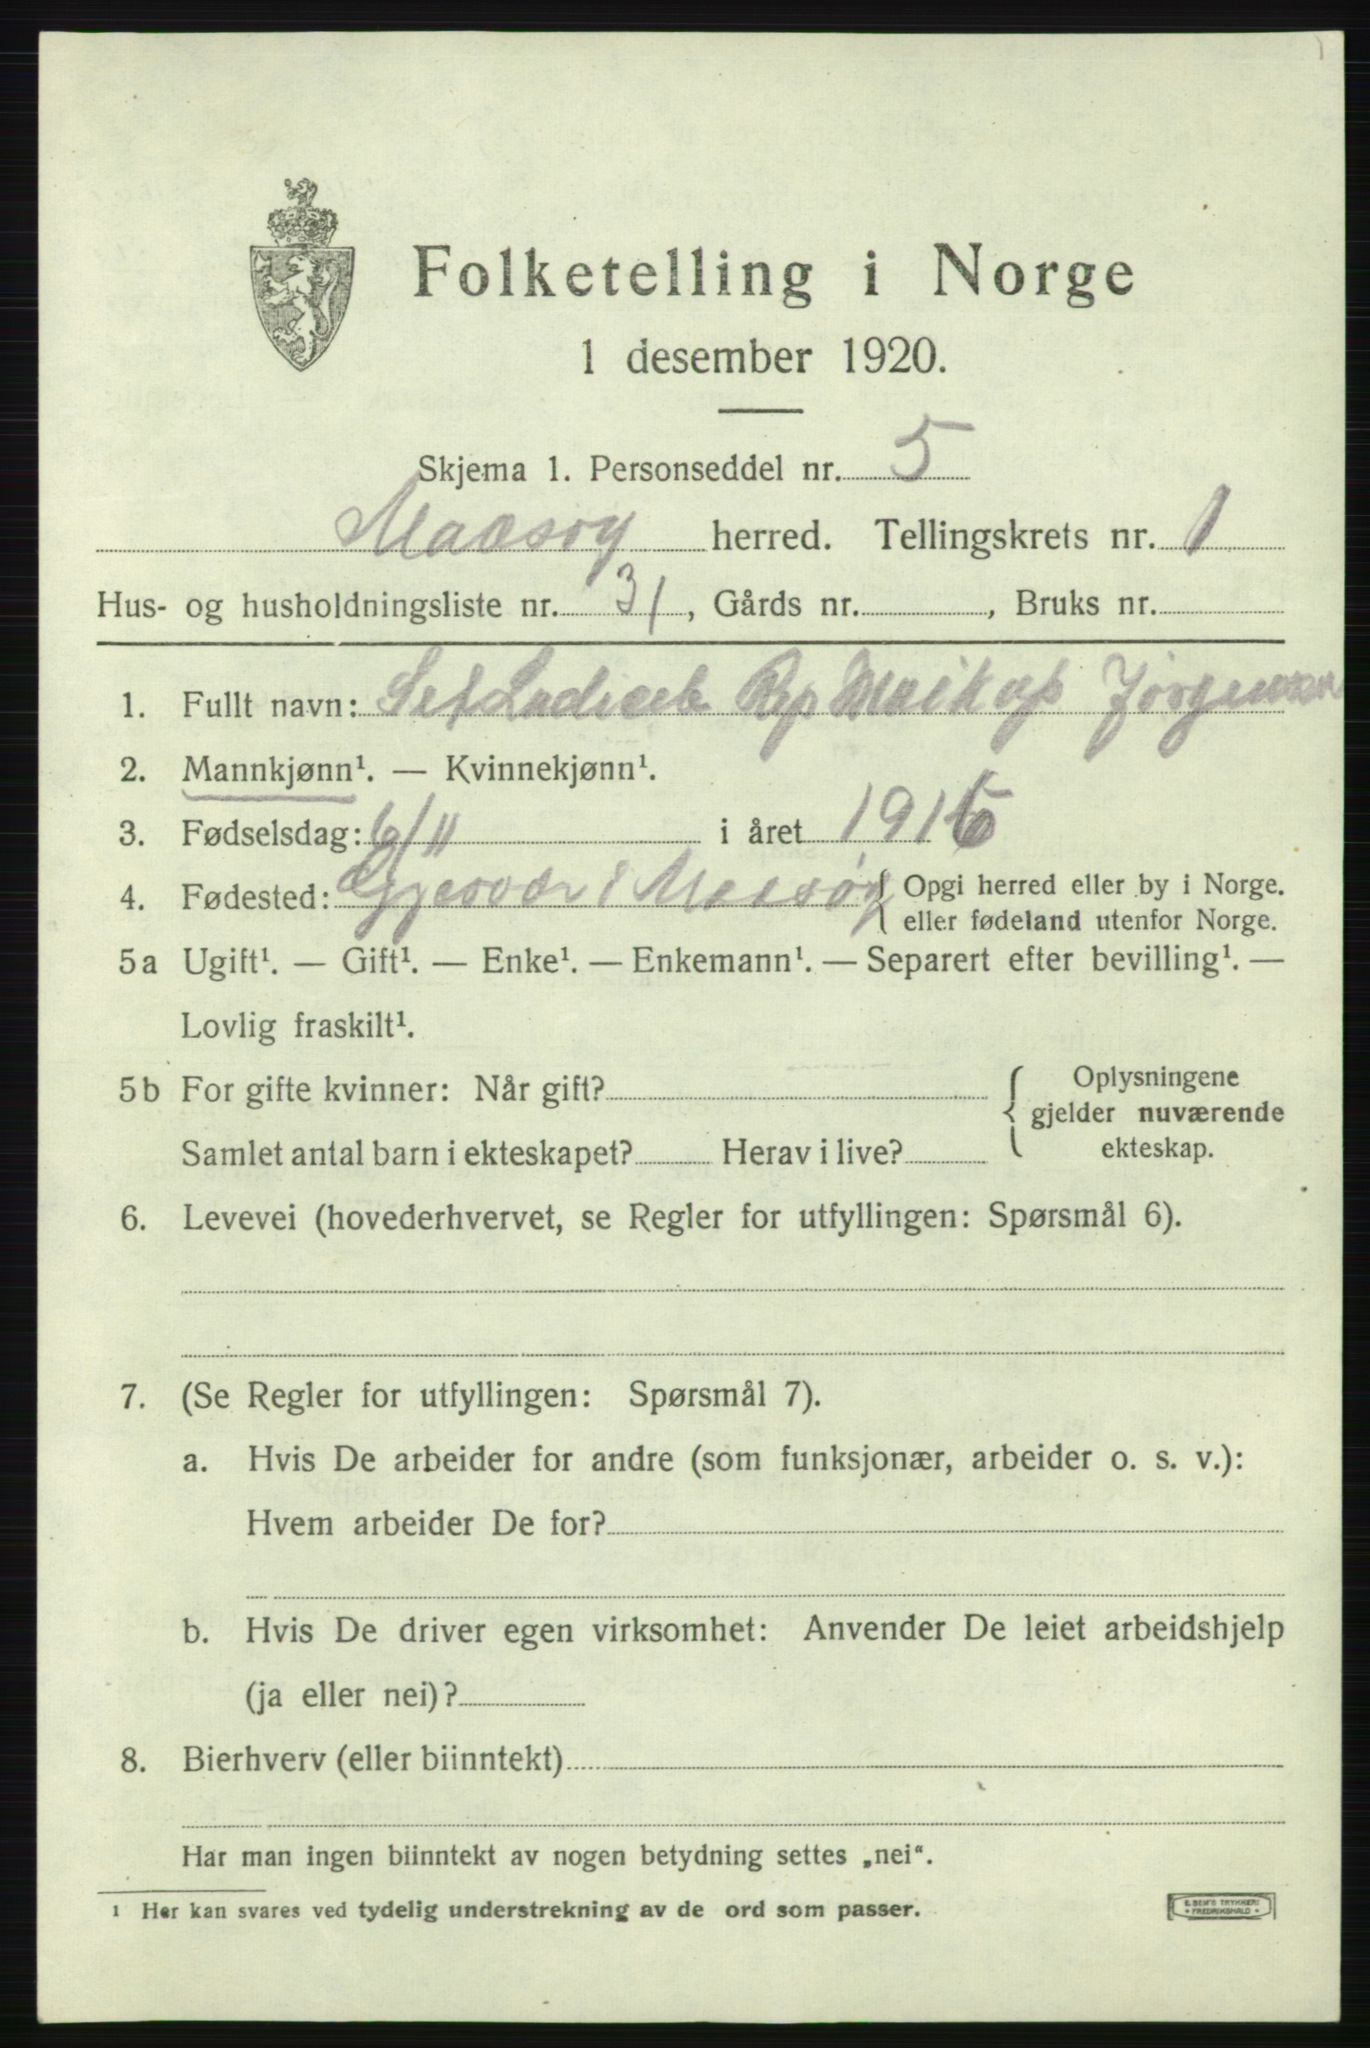 Folketelling i Norge
1 desember 1920.
Skjema 1. Personseddel nr. 5
Maasøy herred. Tellingskrets nr. 1
Hus- og husholdningsliste nr. 31, Gårds nr. , Bruks nr.
1. Fullt navn: Jørgensen
2. Mannkjønn¹. — Kvinnekjønn¹.
3. Fødselsdag: 6/11 i året 1916
4. Fødested: Gjesvær i Maasøy { Opgi herred eller by i Norge.
eller fødeland utenfor Norge.
5a Ugift¹. — Gift¹. — Enke¹. — Enkemann¹. — Separert efter bevilling¹. —
Lovlig fraskilt¹.
5b For gifte kvinner: Når gift? { Oplysningene
gjelder nuværende
Samlet antal barn i ekteskapet? Herav i live? ekteskap.
6. Levevei (hovederhvervet, se Regler for utfyllingen: Spørsmål 6).
7. (Se Regler for utfyllingen: Spørsmål 7).
a. Hvis De arbeider for andre (som funksjonær, arbeider o. s. v.):
Hvem arbeider De for?
b. Hvis De driver egen virksomhet: Anvender De leiet arbeidshjelp
(ja eller nei)?
8. Bierhverv (eller biinntekt)
Har man ingen biinntekt av nogen betydning settes „nei“.
1 Her kan svares ved tydelig understrekning av de ord som passer.
E. SEM'S TRYKKERI
• FREDRIKSHALD •